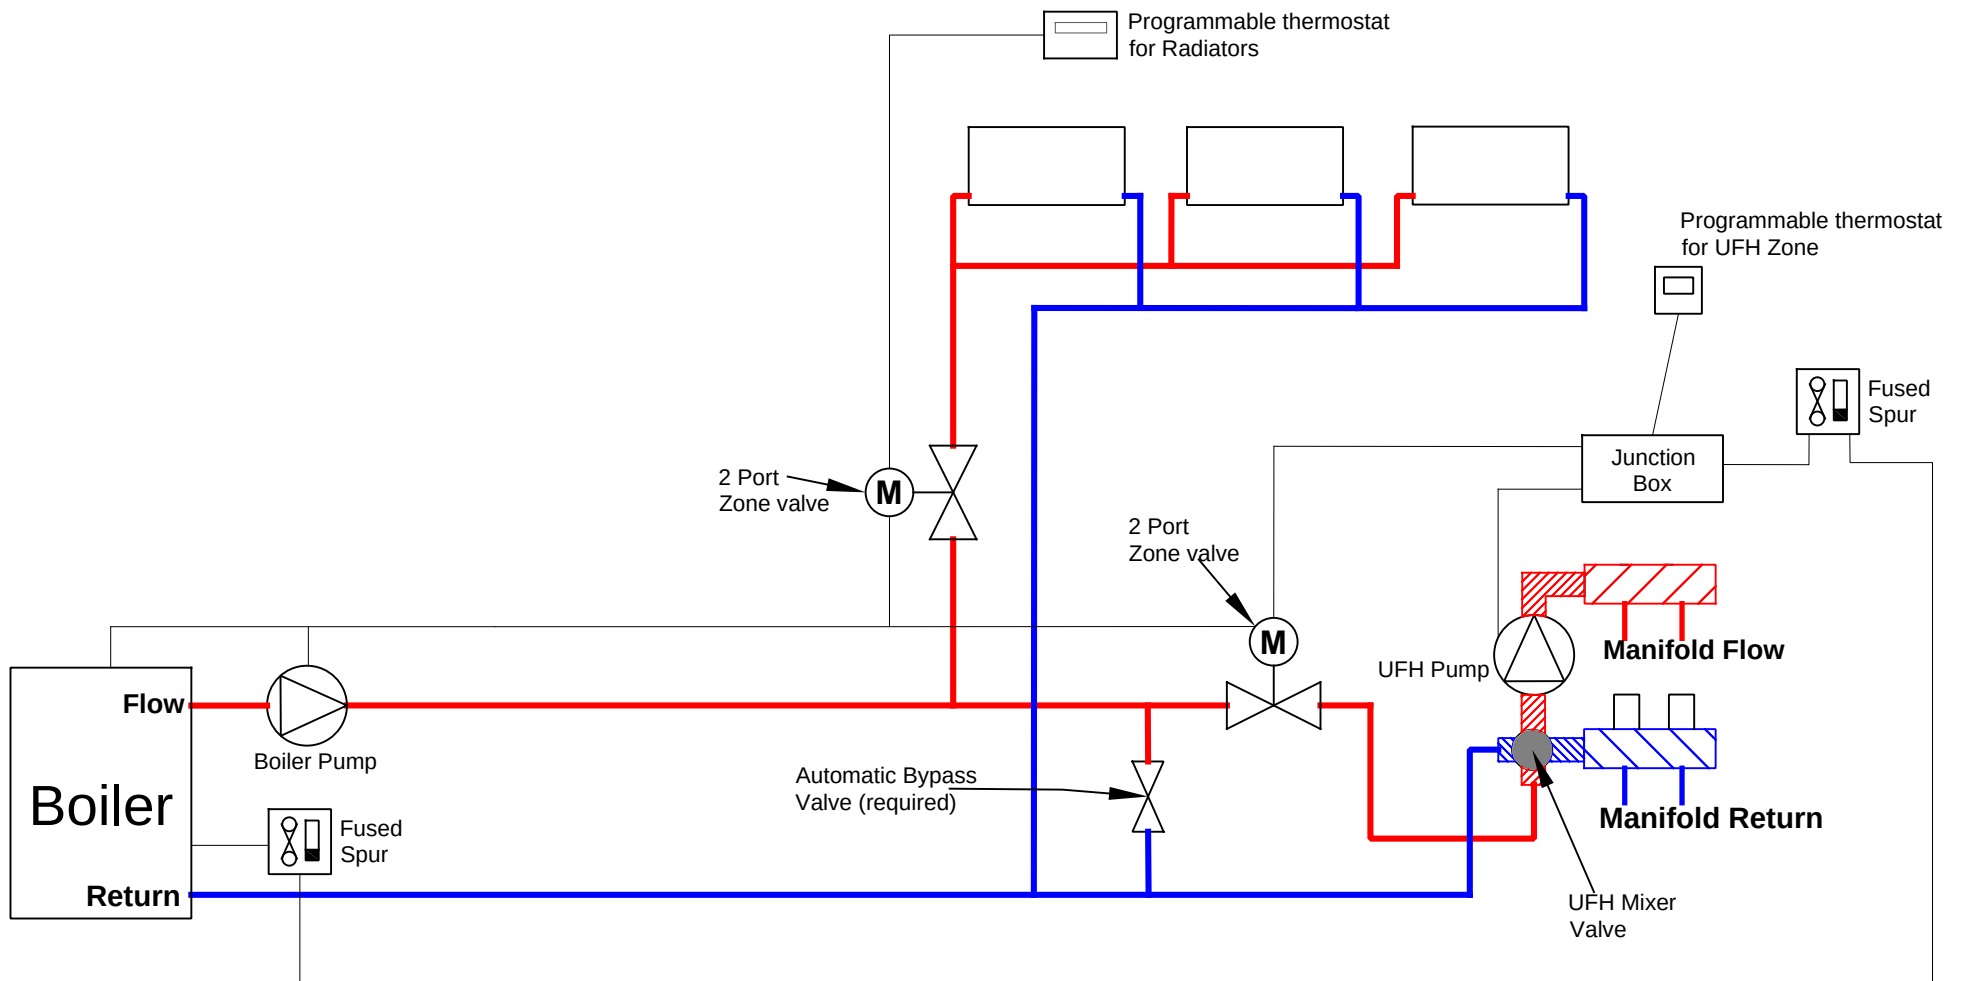 Programmable thermostat
for Radiators
Programmable thermostat
for UFH Zone
Fused
Spur
Junction
Box
2 Port
Zone valve
M
2 Port
Zone valve
M
UFH Pump
Manifold Flow
Flow
Boiler Pump
Automatic Bypass
Valve (required)
Boiler
Manifold Return
Fused
Spur
Return
UFH Mixer
Valve